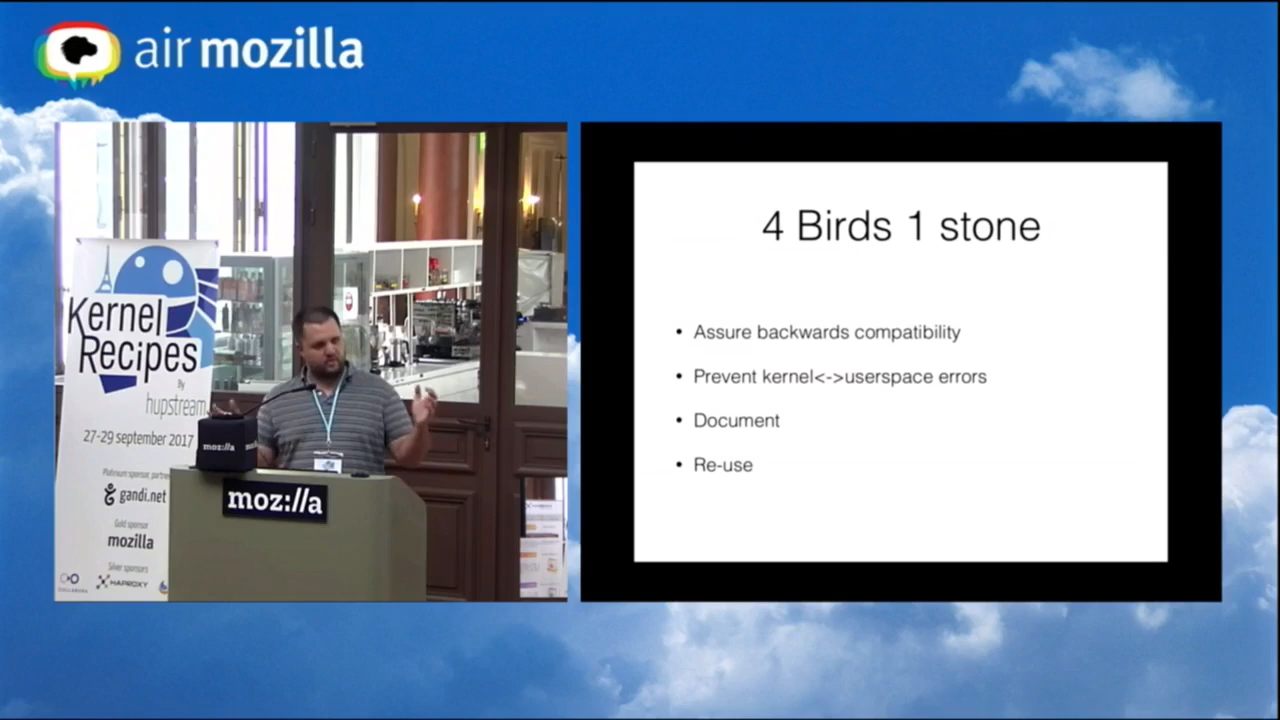 air mozilla
Kernel
Recipes
By
hupstream
27-29 september 2017
Platinum sponsor, partner
gandi.net
Gold sponsor
mozilla
Silver sponsors
HAPROXY
moz://a
moz://a
4 Birds 1 stone
• Assure backwards compatibility
• Prevent kernel<->userspace errors
• Document
• Re-use